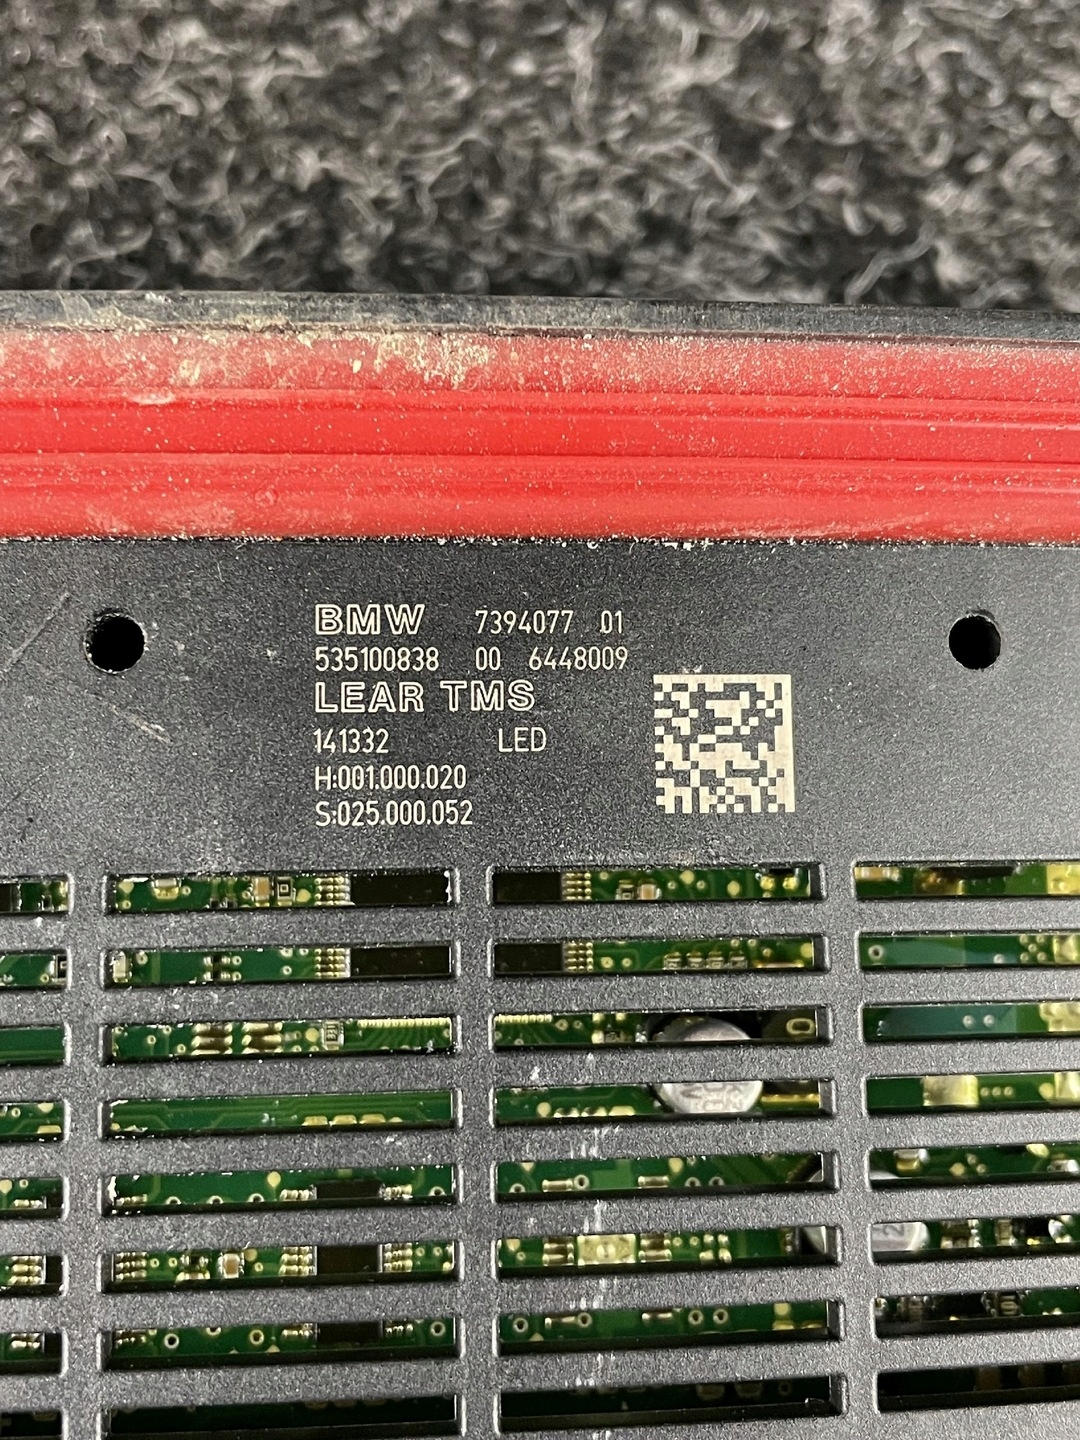 BMW 7394077 01
535100838 00 6448009
LEAR TMS
141332 LED
H:001.000.020
S:025.000.052